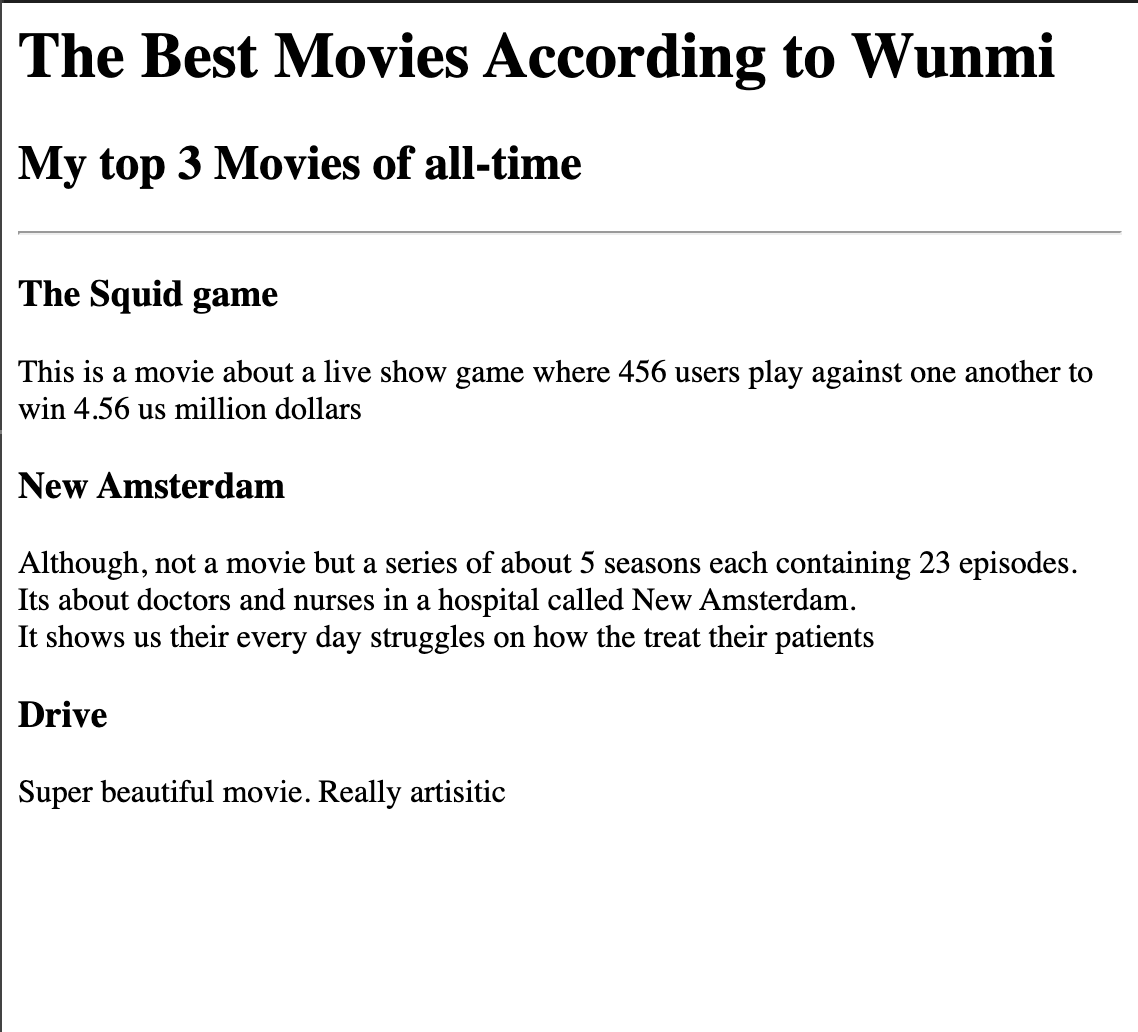 The Best Movies According to Wunmi
My top 3 Movies of all-time
The Squid game
This is a movie about a live show game where 456 users play against one another to
win 4.56 us million dollars
New Amsterdam
Although, not a movie but a series of about 5 seasons each containing 23 episodes.
Its about doctors and nurses in a hospital called New Amsterdam.
It shows us their every day struggles on how the treat their patients
Drive
Super beautiful movie. Really artisitic